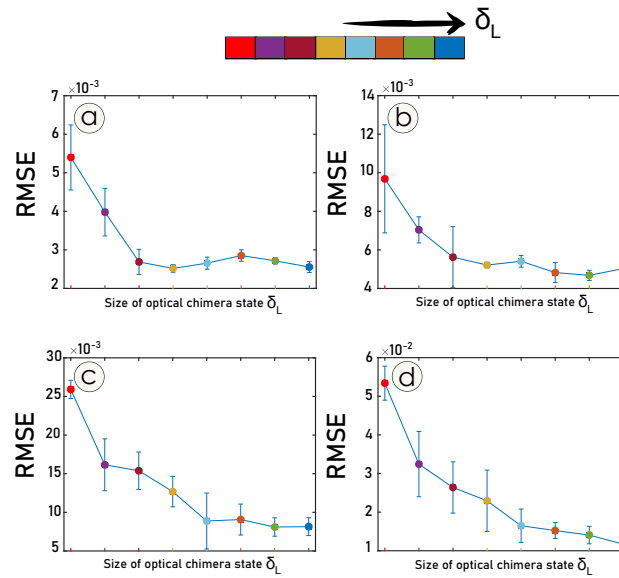 δL
×10⁻³
7
6
5
4
3
2
RMSE
a
Size of optical chimera state δL
×10⁻³
14
12
10
8
6
4
RMSE
b
Size of optical chimera state δL
×10⁻³
30
25
20
15
10
5
RMSE
c
Size of optical chimera state δL
×10⁻²
6
5
4
3
2
1
RMSE
d
Size of optical chimera state δL